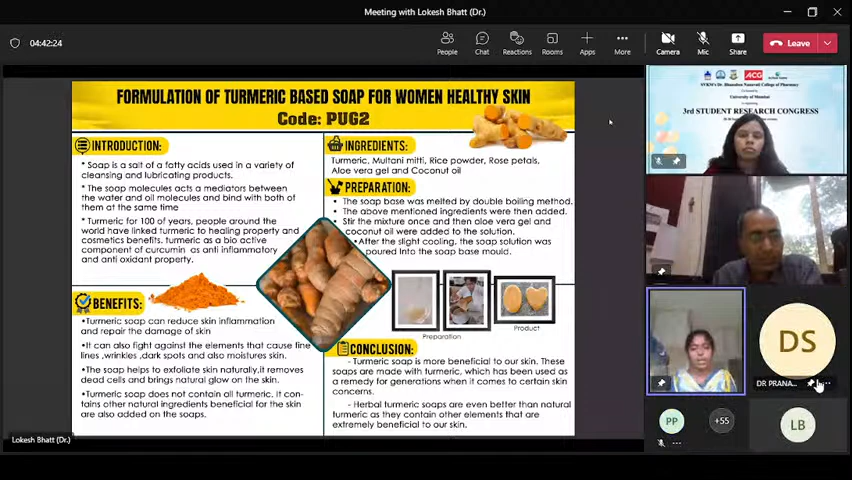 Meeting with Lokesh Bhatt (Dr.)
04:42:24
People
Chat
Reactions
Rooms
Apps
More
Camera
Mic
Share
Leave
FORMULATION OF TURMERIC BASED SOAP FOR WOMEN HEALTHY SKIN
Code: PUG2
INTRODUCTION:
* Soap is a salt of a fatty acids used in a variety of
cleansing and lubricating products.
* The soap molecules acts a mediators between
the water and oil molecules and bind with both of
them at the same time
* Turmeric for 100 of years, people around the
world have linked turmeric to healing property and
cosmetics benefits. turmeric as a bio active
component of curcumin as anti inflammatory
and anti oxidant property.
BENEFITS:
•Turmeric soap can reduce skin inflammation
and repair the damage of skin
•It can also fight against the elements that cause fine
lines ,wrinkles ,dark spots and also moistures skin.
•The soap helps to exfoliate skin naturally,it removes
dead cells and brings natural glow on the skin.
•Turmeric soap does not contain all turmeric. It con-
tains other natural ingredients beneficial for the skin
are also added on the soaps.
INGREDIENTS:
Turmeric, Multani mitti, Rice powder, Rose petals,
Aloe vera gel and Coconut oil
PREPARATION:
• The soap base was melted by double boiling method.
• The above mentioned ingredients were then added.
• Stir the mixture once and then aloe vera gel and
coconut oil were added to the solution.
•After the slight cooling, the soap solution was
poured Into the soap base mould.
Preparation
Product
CONCLUSION:
- Turmeric soap is more beneficial to our skin. These
soaps are made with turmeric, which has been used as
a remedy for generations when it comes to certain skin
concerns.
- Herbal turmeric soaps are even better than natural
turmeric as they contain other elements that are
extremely beneficial to our skin.
Lokesh Bhatt (Dr.)
ACG
SVKM's Dr. Bhanuben Nanavati College of Pharmacy
University of Mumbai
3rd STUDENT RESEARCH CONGRESS
DS
DR PRANA...
PP
+55
LB